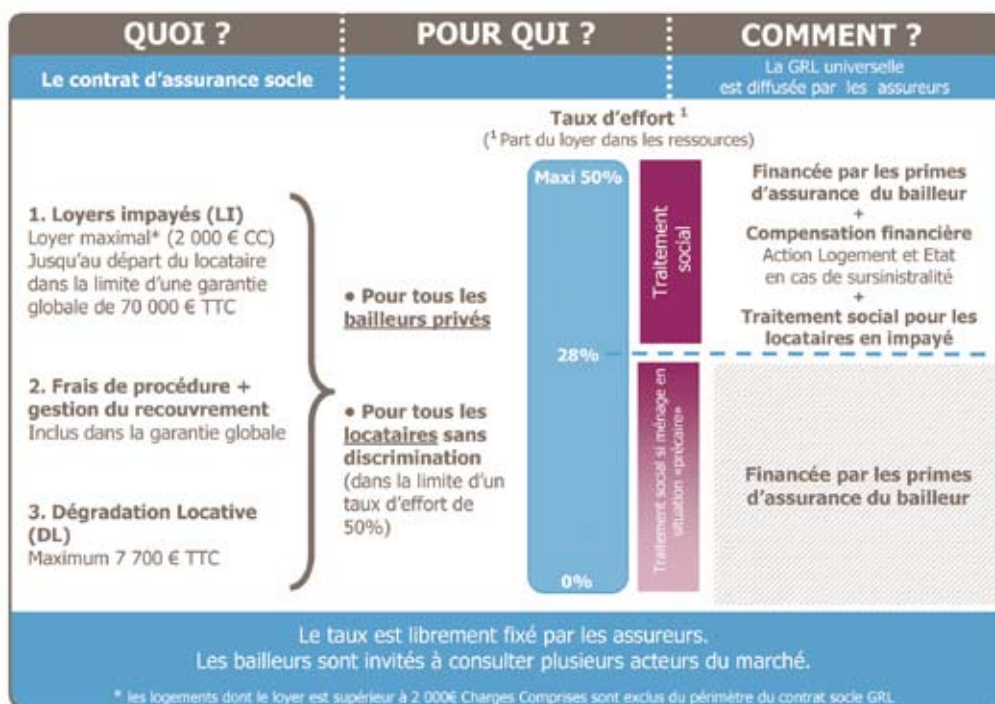 QUOI ?
POUR QUI ?
COMMENT ?
Le contrat d'assurance socle
La GRL universelle
est diffusée par les assureurs
1. Loyers impayés (LI)
Loyer maximal* (2 000 € CC)
Jusqu'au départ du locataire
dans la limite d'une garantie
globale de 70 000 € TTC
2. Frais de procédure +
gestion du recouvrement
Inclus dans la garantie globale
3. Dégradation Locative
(DL)
Maximum 7 700 € TTC
• Pour tous les
bailleurs privés
• Pour tous les
locataires sans
discrimination
(dans la limite d'un
taux d'effort de
50%)
Taux d'effort 1
(1 Part du loyer dans les ressources)
Maxi 50%
28%
0%
Traitement
social
Traitement social si ménage en
situation «précaire»
Financée par les primes
d'assurance du bailleur
+
Compensation financière
Action Logement et Etat
en cas de sursinistralité
+
Traitement social pour les
locataires en impayé
Financée par les primes
d'assurance du bailleur
Le taux est librement fixé par les assureurs.
Les bailleurs sont invités à consulter plusieurs acteurs du marché.
* les logements dont le loyer est supérieur à 2 000€ Charges Comprises sont exclus du périmètre du contrat socle GRL